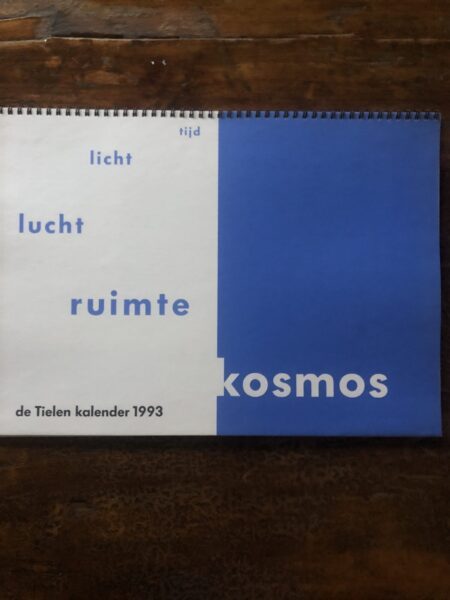 tijd
licht
lucht
ruimte
kosmos
de Tielen kalender 1993